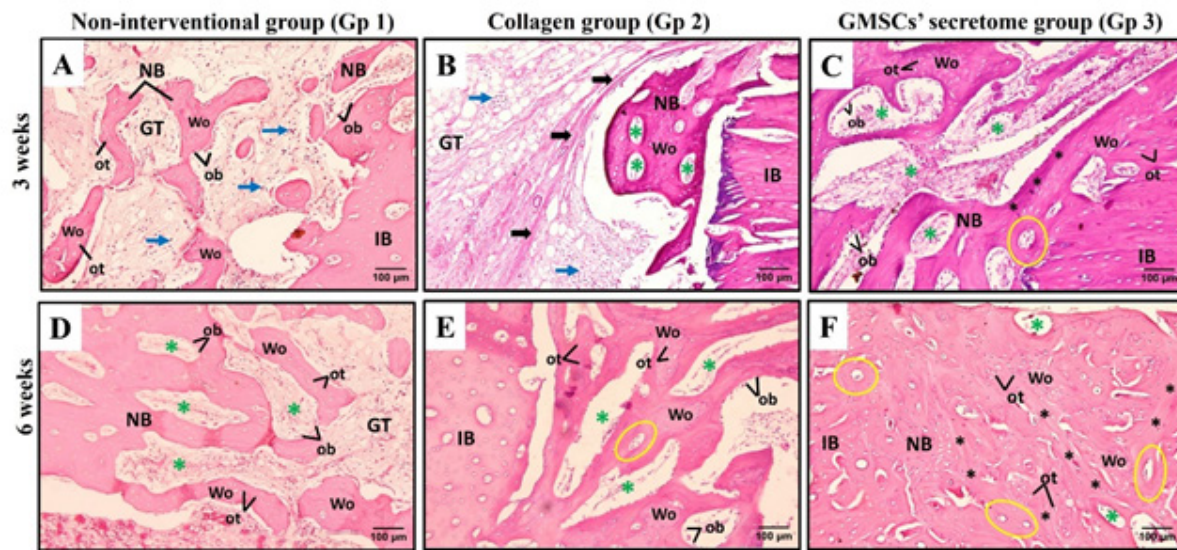 Non-interventional group (Gp 1) Collagen group (Gp 2) GMSCs' secretome group (Gp 3)
3 weeks
A
NB
NB
GT
Wo
ob
ot
ob
Wo
Wo
ot
IB
100 µm
B
NB
GT
Wo
IB
100 µm
C
ot
Wo
ob
Wo
ot
NB
ob
IB
100 µm
6 weeks
D
ob
Wo
ot
NB
GT
ob
Wo
ot
Wo
100 µm
E
Wo
ot
ot
ob
IB
Wo
Wo
ob
100 µm
F
Wo
ot
IB
NB
Wo
ot
100 µm